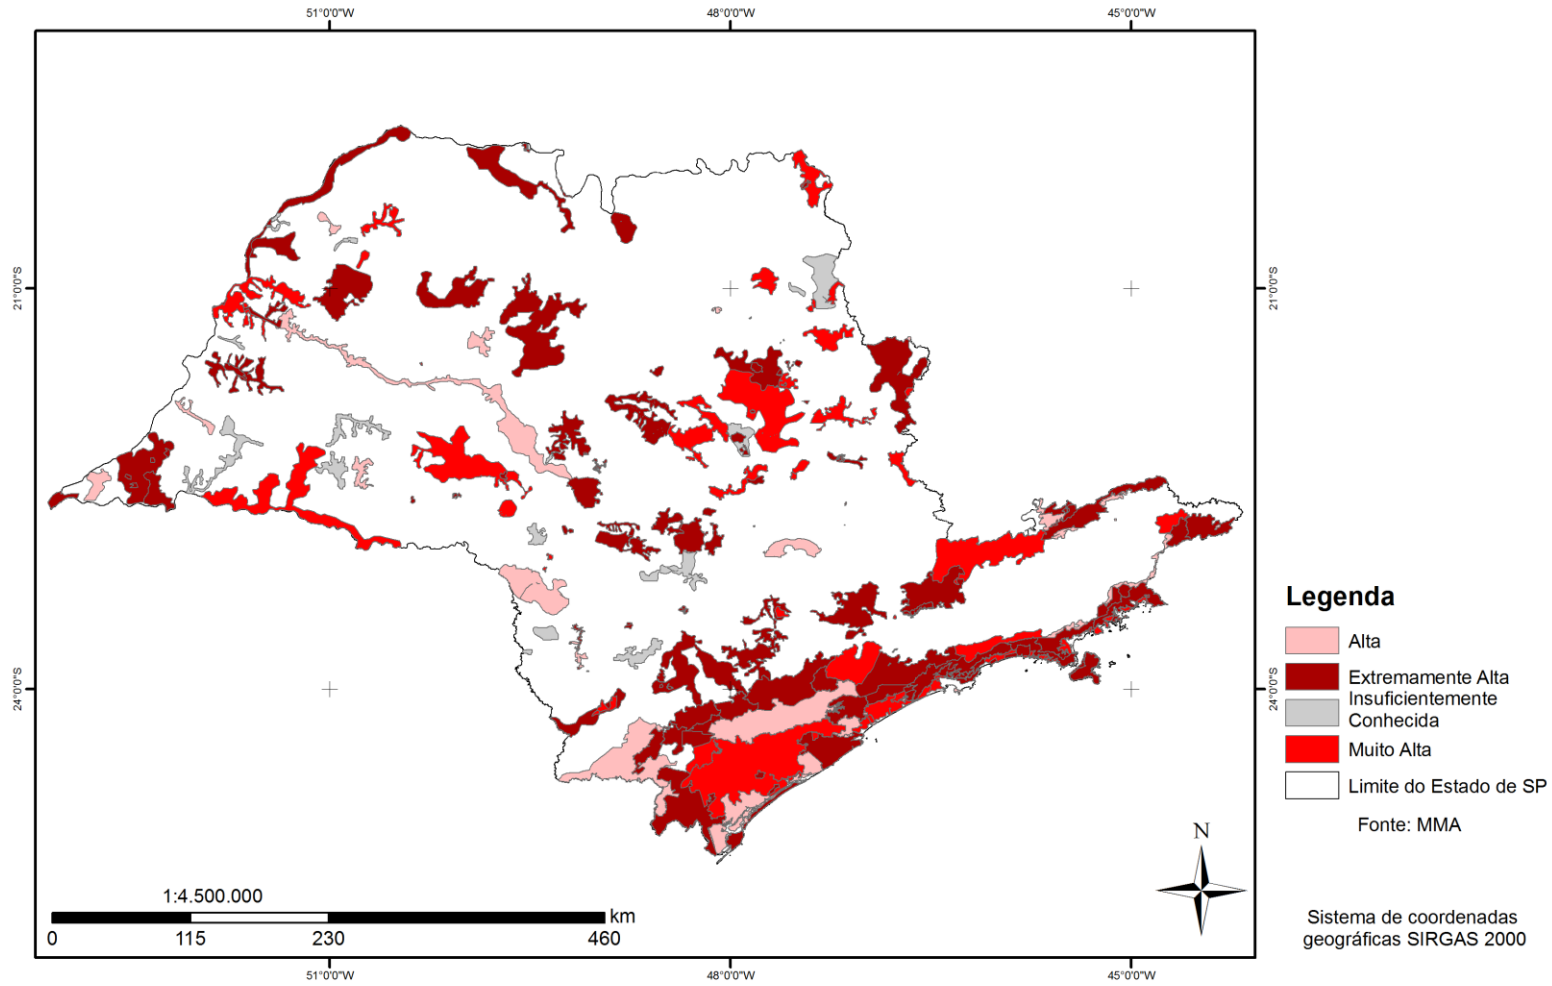 51°0'0"W 48°0'0"W 45°0'0"W
21°0'0"S 21°0'0"S
24°0'0"S 24°0'0"S
Legenda
Alta
Extremamente Alta
Insuficientemente
Conhecida
Muito Alta
Limite do Estado de SP
Fonte: MMA
N
1:4.500.000
km
0 115 230 460
Sistema de coordenadas
geográficas SIRGAS 2000
51°0'0"W 48°0'0"W 45°0'0"W